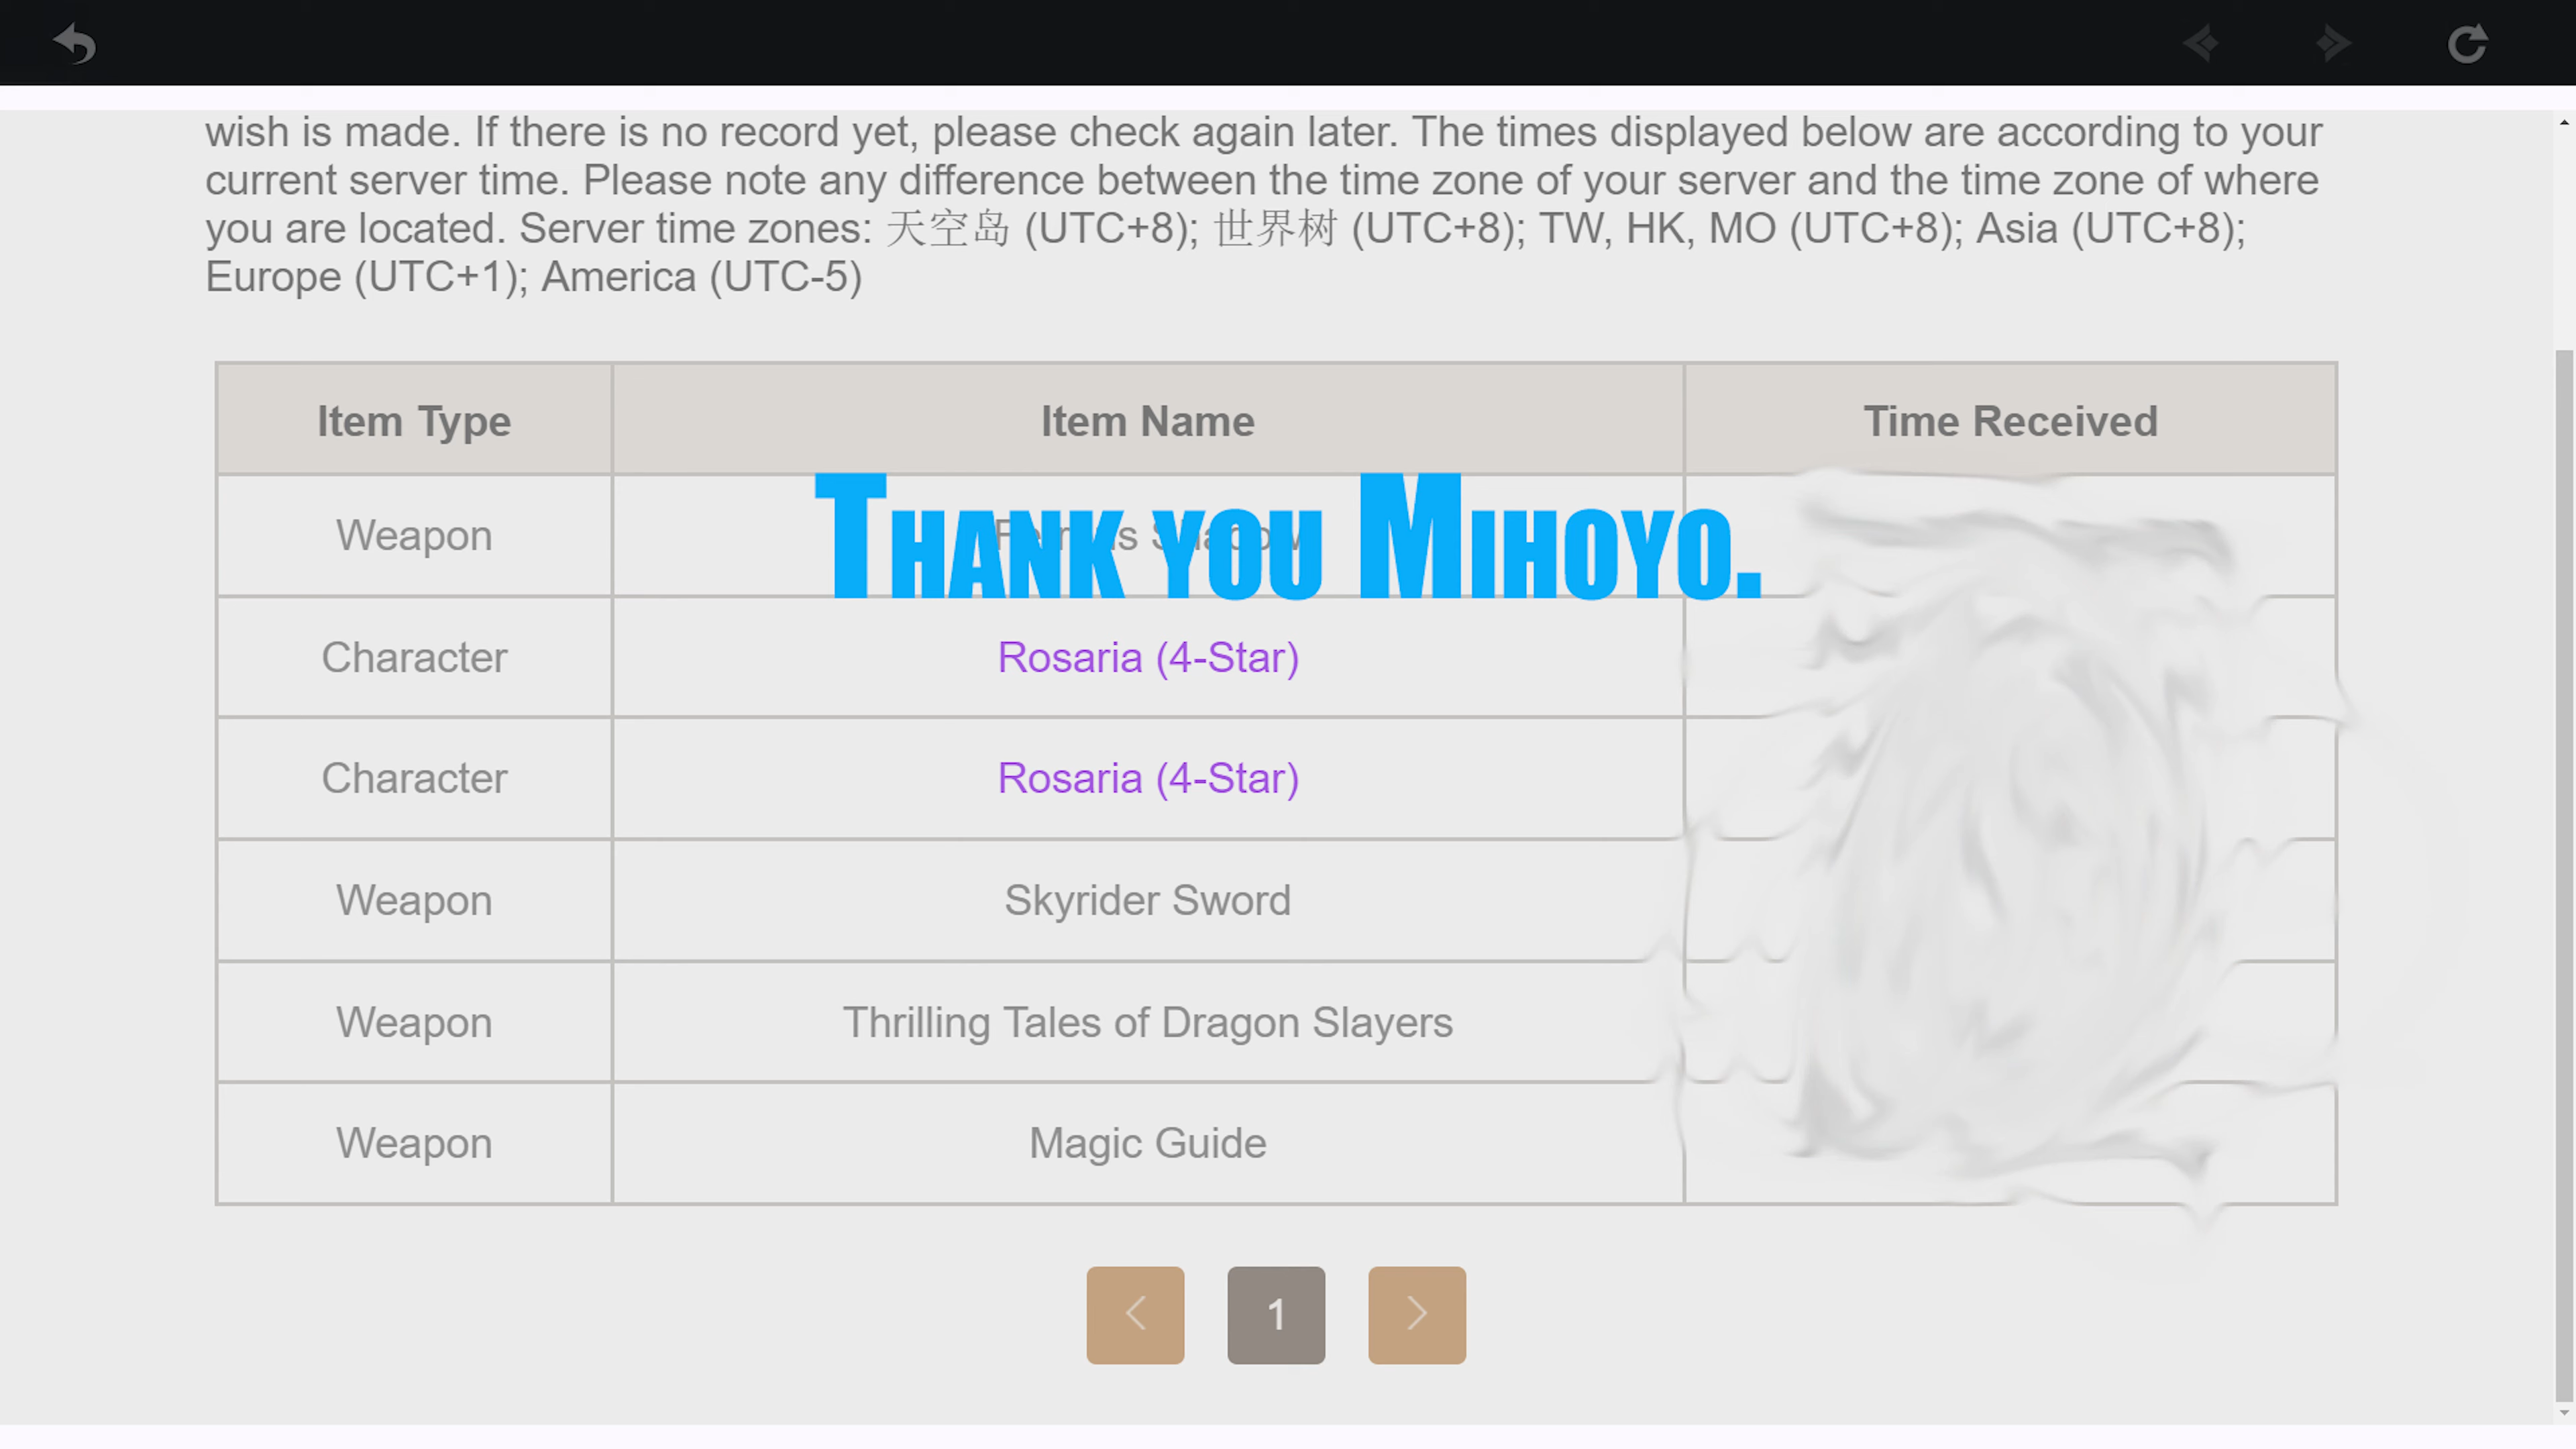 wish is made. If there is no record yet, please check again later. The times displayed below are according to your
current server time. Please note any difference between the time zone of your server and the time zone of where
you are located. Server time zones: 天空岛 (UTC+8); 世界树 (UTC+8); TW, HK, MO (UTC+8); Asia (UTC+8);
Europe (UTC+1); America (UTC-5)
Item Type Item Name Time Received
Weapon
Thank you Mihoyo.
Character Rosaria (4-Star)
Character Rosaria (4-Star)
Weapon Skyrider Sword
Weapon Thrilling Tales of Dragon Slayers
Weapon Magic Guide
1